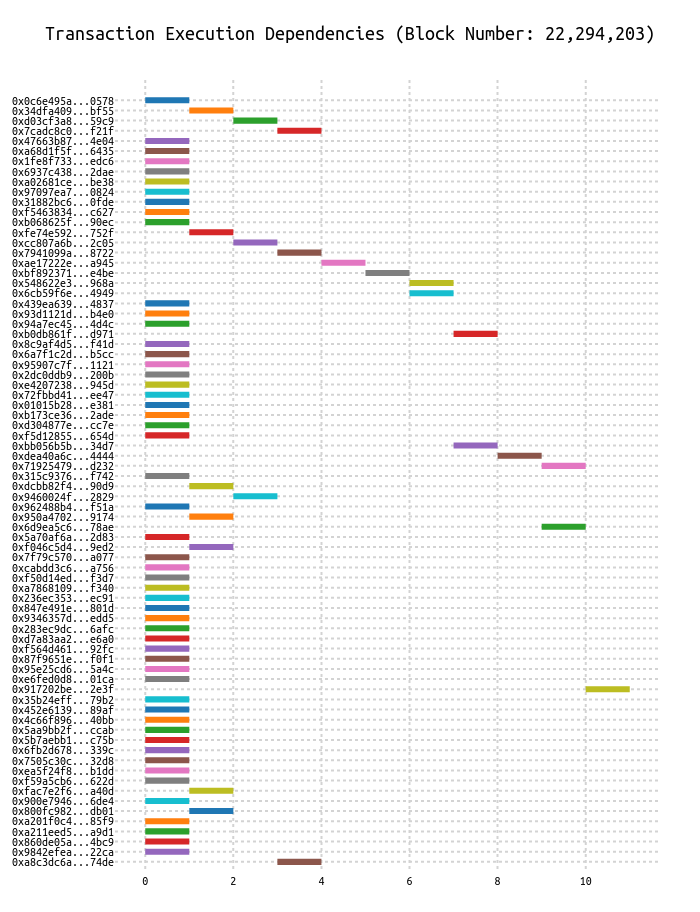 Transaction Execution Dependencies (Block Number: 22,294,203)
0x0c6e495a...0578
0x34dfa409...bf55
0xd03cf3a8...59c9
0x7cadc8c0...f21f
0x47663b87...4e04
0xa68d1f5f...6435
0x1fe8f733...edc6
0x6937c438...2dae
0xa02681ce...be38
0x97097ea7...0824
0x31882bc6...0fde
0xf5463834...c627
0xb068625f...90ec
0xfe74e592...752f
0xcc807a6b...2c05
0x7941099a...8722
0xae17222e...a945
0xbf892371...e4be
0x548622e3...968a
0x6cb59f6e...4949
0x439ea639...4837
0x93d1121d...b4e0
0x94a7ec45...4d4c
0xb0db861f...d971
0x8c9af4d5...f41d
0x6a7f1c2d...b5cc
0x95907c7f...1121
0x2dc0ddb9...200b
0xe4207238...945d
0x72fbbd41...ee47
0x01015b28...e381
0xb173ce36...2ade
0xd304877e...cc7e
0xf5d12855...654d
0xbb056b5b...34d7
0xdea40a6c...4444
0x71925479...d232
0x315c9376...f742
0xdcbb82f4...90d9
0x9460024f...2829
0x962488b4...f51a
0x950a4702...9174
0x6d9ea5c6...78ae
0x5a70af6a...2d83
0xf046c5d4...9ed2
0x7f79c570...a077
0xcabdd3c6...a756
0xf50d14ed...f3d7
0xa7868109...f340
0x236ec353...ec91
0x847e491e...801d
0x9346357d...edd5
0x283ec9dc...6afc
0xd7a83aa2...e6a0
0xf564d461...92fc
0x87f9651e...f0f1
0x95e25cd6...5a4c
0xe6fed0d8...01ca
0x917202be...2e3f
0x35b24eff...79b2
0x452e6139...89af
0x4c66f896...40bb
0x5aa9bb2f...ccab
0x5b7aebb1...c75b
0x6fb2d678...339c
0x7505c30c...32d8
0xea5f24f8...b1dd
0xf59a5cb6...622d
0xfac7e2f6...a40d
0x900e7946...6de4
0x800fc982...db01
0xa201f0c4...85f9
0xa211eed5...a9d1
0x860de05a...4bc9
0x9842efea...22ca
0xa8c3dc6a...74de
0 2 4 6 8 10